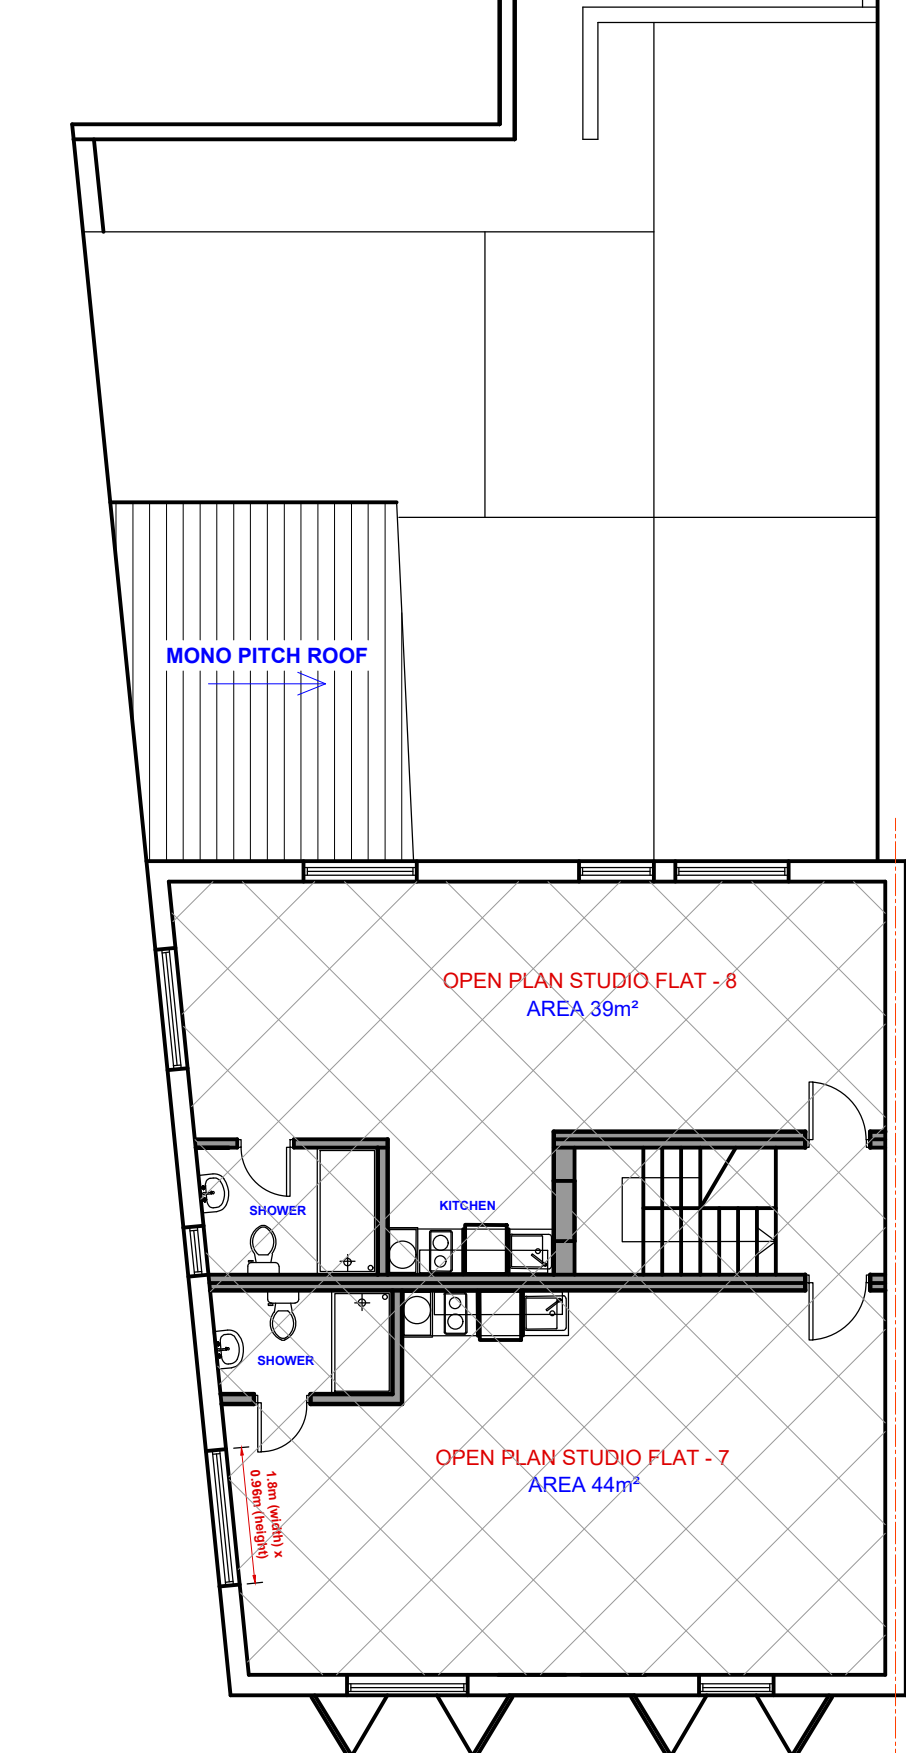 MONO PITCH ROOF
OPEN PLAN STUDIO FLAT - 8
AREA 39m²
SHOWER
KITCHEN
SHOWER
OPEN PLAN STUDIO FLAT - 7
AREA 44m²
1.8m (width) x
0.96m (height)